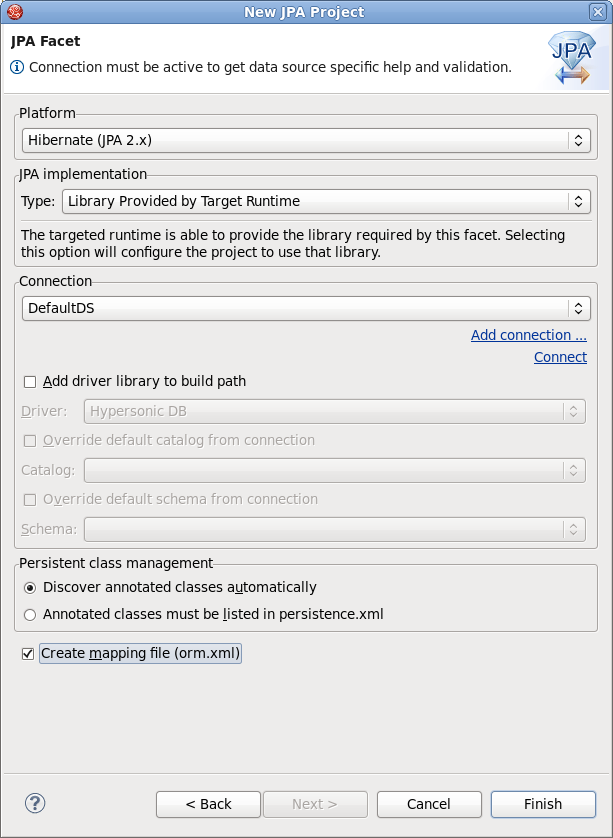 New JPA Project
JPA Facet
Connection must be active to get data source specific help and validation.
JPA
Platform
Hibernate (JPA 2.x)
JPA implementation
Type: Library Provided by Target Runtime
The targeted runtime is able to provide the library required by this facet. Selecting
this option will configure the project to use that library.
Connection
DefaultDS
Add connection ...
Connect
Add driver library to build path
Driver: Hypersonic DB
Override default catalog from connection
Catalog:
Override default schema from connection
Schema:
Persistent class management
Discover annotated classes automatically
Annotated classes must be listed in persistence.xml
Create mapping file (orm.xml)
? < Back Next > Cancel Finish